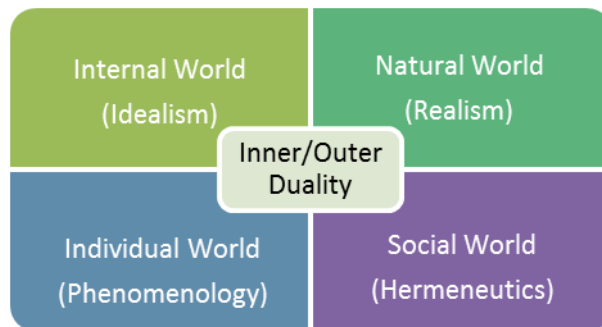 Internal World
(Idealism)
Natural World
(Realism)
Inner/Outer
Duality
Individual World
(Phenomenology)
Social World
(Hermeneutics)